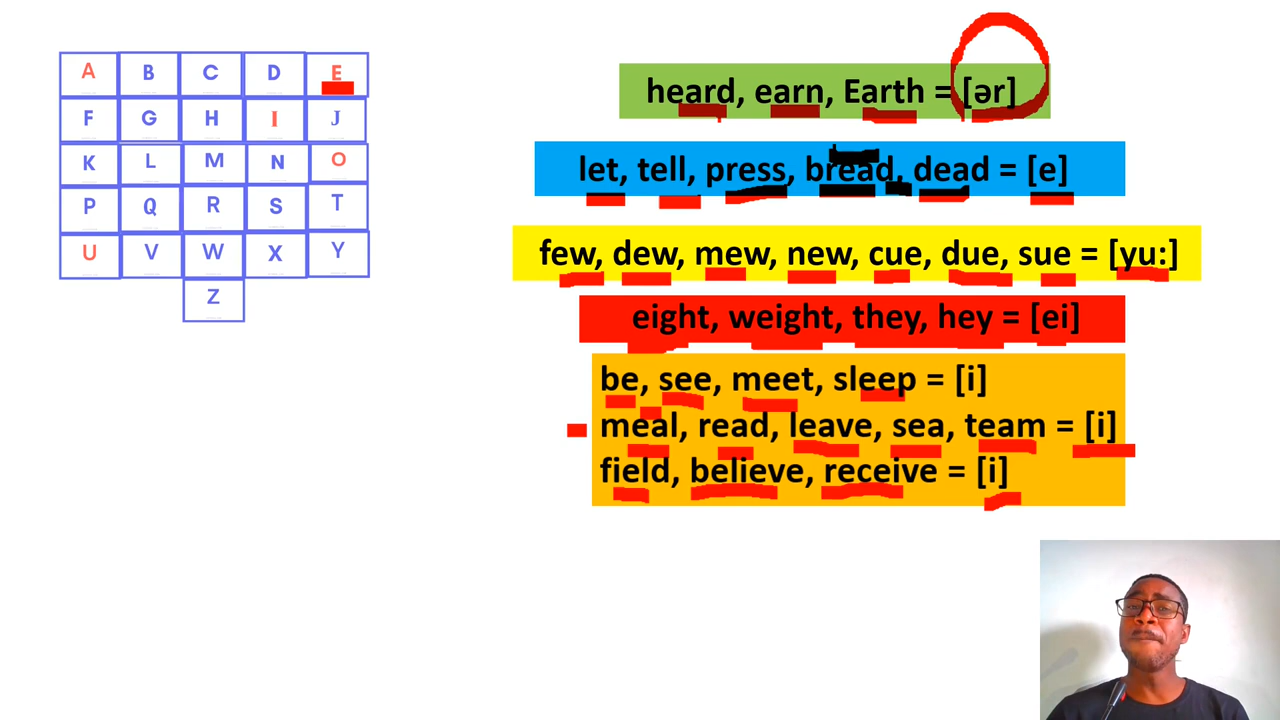 A B C D E
F G H I J
K L M N O
P Q R S T
U V W X Y
Z
heard, earn, Earth = [ər]
let, tell, press, bread, dead = [e]
few, dew, mew, new, cue, due, sue = [yu:]
eight, weight, they, hey = [ei]
be, see, meet, sleep = [i]
meal, read, leave, sea, team = [i]
field, believe, receive = [i]